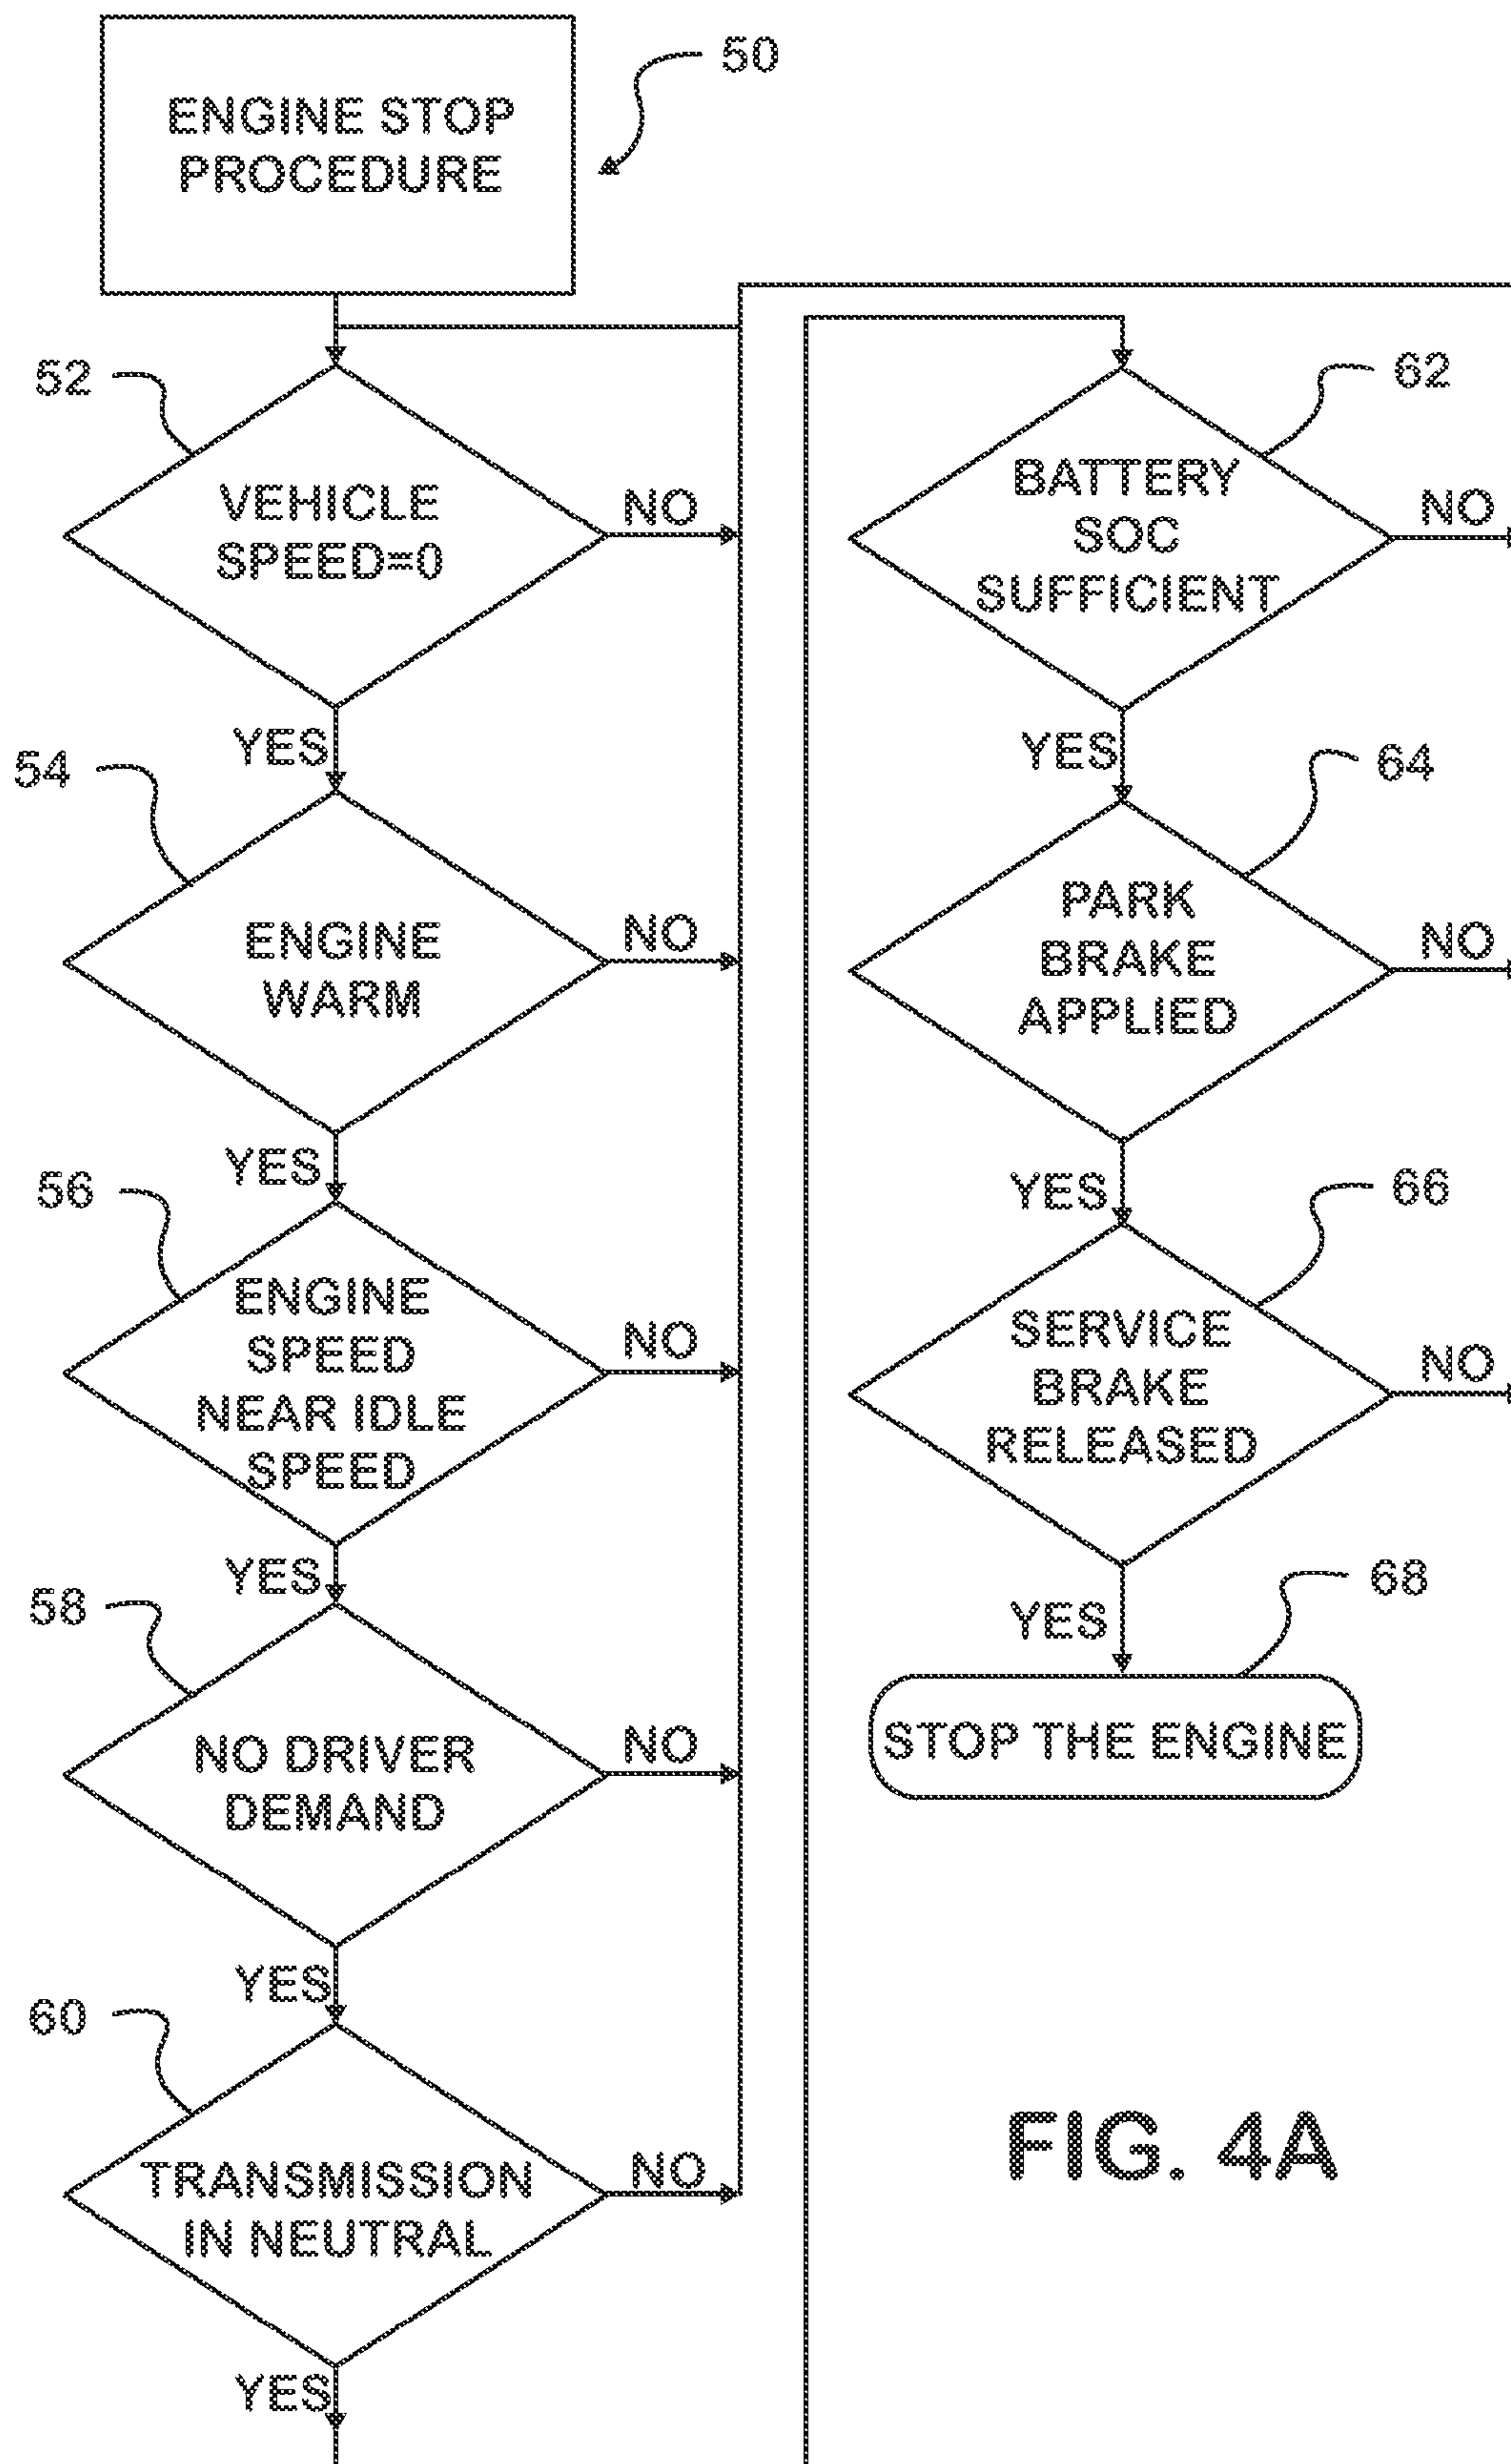 ENGINE STOP
PROCEDURE
50
52
VEHICLE
SPEED=0
NO
YES
54
ENGINE
WARM
NO
YES
56
ENGINE
SPEED
NEAR IDLE
SPEED
NO
YES
58
NO DRIVER
DEMAND
NO
YES
60
TRANSMISSION
IN NEUTRAL
NO
YES
62
BATTERY
SOC
SUFFICIENT
NO
YES
64
PARK
BRAKE
APPLIED
NO
YES
66
SERVICE
BRAKE
RELEASED
NO
YES
68
STOP THE ENGINE
FIG. 4A